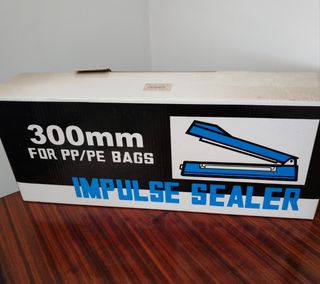 300mm
FOR PP/PE BAGS
IMPULSE SEALER